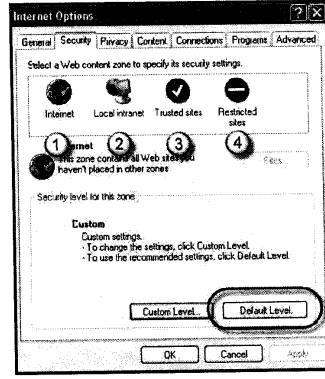 Internet Options
General Security Privacy Content Connections Programs Advanced
Select a Web content zone to specify its security settings.
Internet Local intranet Trusted sites Restricted sites
1 2 3 4
This zone contains all Web sites you
haven't placed in other zones
Sites...
Security level for this zone
Custom
Custom settings.
- To change the settings, click Custom Level.
- To use the recommended settings, click Default Level.
Custom Level... Default Level.
OK Cancel Apply